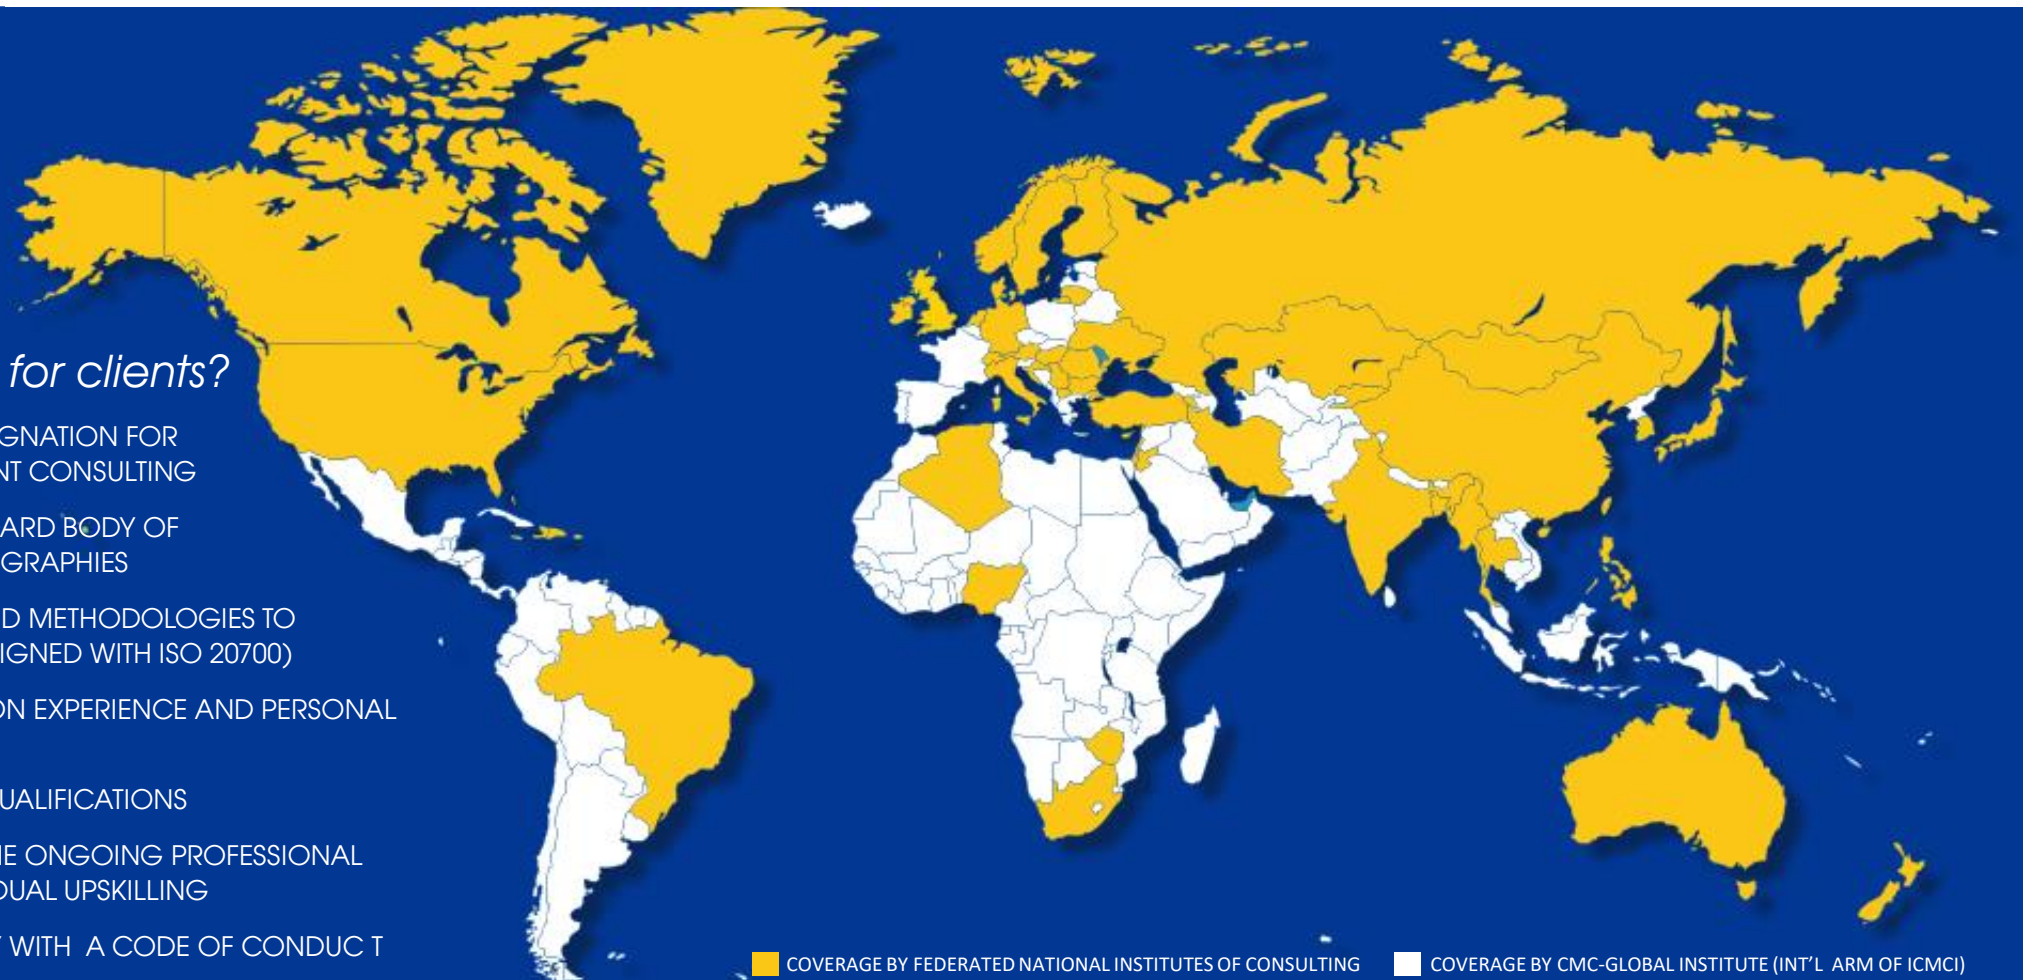 for clients?
GNATION FOR
NT CONSULTING
ARD BODY OF
GRAPHIES
D METHODOLOGIES TO
IGNED WITH ISO 20700)
ON EXPERIENCE AND PERSONAL
UALIFICATIONS
HE ONGOING PROFESSIONAL
DUAL UPSKILLING
Y WITH  A CODE OF CONDUC T
COVERAGE BY FEDERATED NATIONAL INSTITUTES OF CONSULTING
COVERAGE BY CMC-GLOBAL INSTITUTE (INT'L  ARM OF ICMCI)